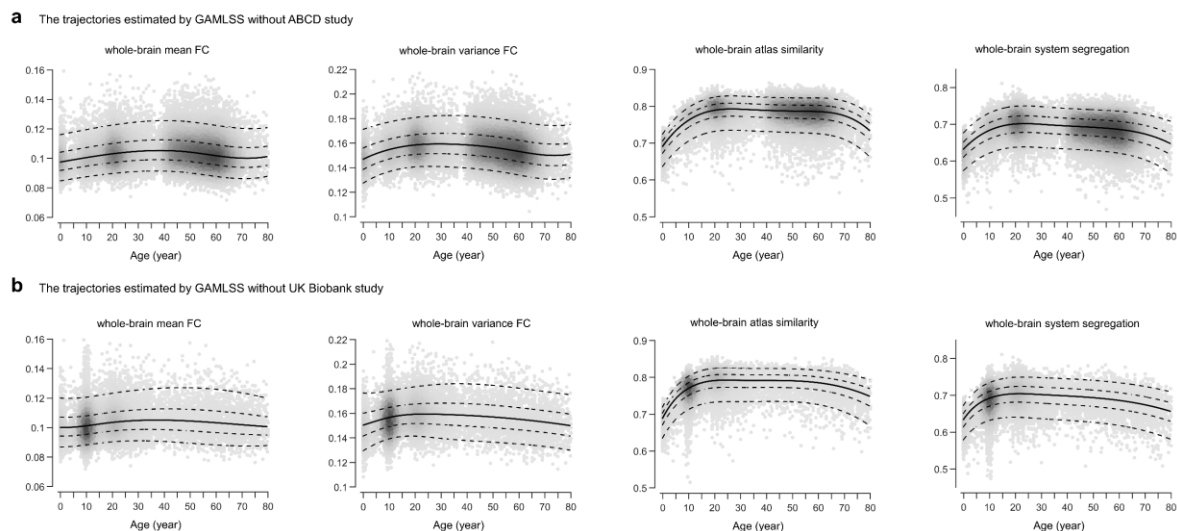 a The trajectories estimated by GAMLSS without ABCD study
whole-brain mean FC whole-brain variance FC whole-brain atlas similarity whole-brain system segregation
0.16 0.14 0.12 0.1 0.08 0.06
0 10 20 30 40 50 60 70 80
Age (year)
0.22 0.2 0.18 0.16 0.14 0.12 0.1
0 10 20 30 40 50 60 70 80
Age (year)
0.9 0.8 0.7 0.6 0.5
0 10 20 30 40 50 60 70 80
Age (year)
0.8 0.7 0.6 0.5
0 10 20 30 40 50 60 70 80
Age (year)
b The trajectories estimated by GAMLSS without UK Biobank study
whole-brain mean FC whole-brain variance FC whole-brain atlas similarity whole-brain system segregation
0.16 0.14 0.12 0.1 0.08 0.06
0 10 20 30 40 50 60 70 80
Age (year)
0.22 0.2 0.18 0.16 0.14 0.12 0.1
0 10 20 30 40 50 60 70 80
Age (year)
0.9 0.8 0.7 0.6 0.5
0 10 20 30 40 50 60 70 80
Age (year)
0.8 0.7 0.6 0.5
0 10 20 30 40 50 60 70 80
Age (year)